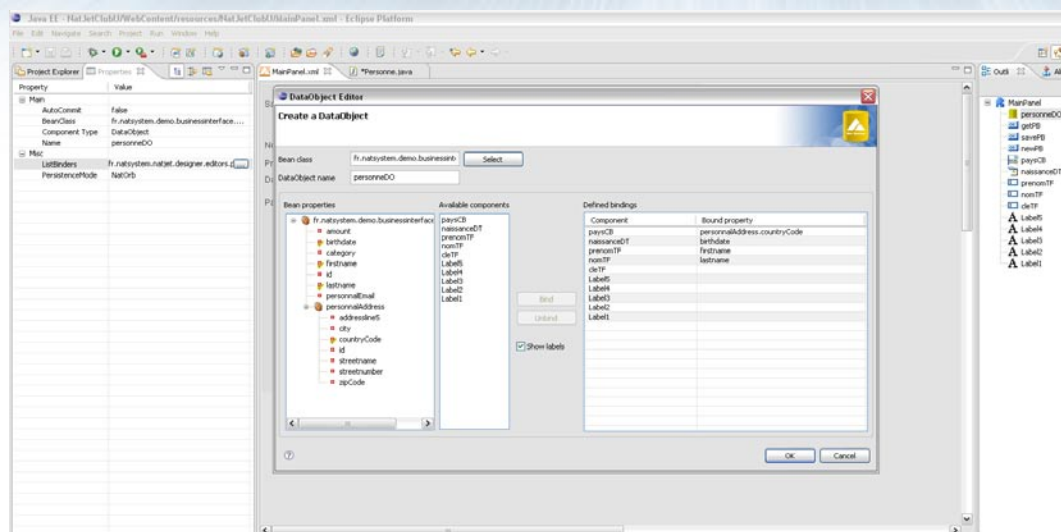 Java EE - NatJetClubU/WebContent/resources/NatJetClubU/MainPanel.xml - Eclipse Platform
File Edit Navigate Search Project Run Window Help
Project Explorer Properties
MainPanel.xml *Personne.java
Outli
Property Value
Main
AutoCommit false
BeanClass fr.natsystem.demo.businessinterface....
Component Type DataObject
Name personneDO
Misc
ListBinders fr.natsystem.natjet.designer.editors.
PersistenceMode NatOrb
DataObject Editor
Create a DataObject
Bean class fr.natsystem.demo.businessinte Select
DataObject name personneDO
Bean properties
fr.natsystem.demo.businessinterface
amount
birthdate
category
firstname
id
lastname
personnalEmail
personnalAddress
addressline5
city
countryCode
id
streetname
streetnumber
zipCode
Available components
paysCB
naissanceDT
prenomTF
nomTF
cleTF
Label5
Label4
Label3
Label2
Label1
Bind
Unbind
Show labels
Defined bindings
Component Bound property
paysCB personnalAddress.countryCode
naissanceDT birthdate
prenomTF firstname
nomTF lastname
cleTF
Label5
Label4
Label3
Label2
Label1
OK Cancel
MainPanel
personneDO
getPB
savePB
newPB
paysCB
naissanceDT
prenomTF
nomTF
cleTF
Label5
Label4
Label3
Label2
Label1